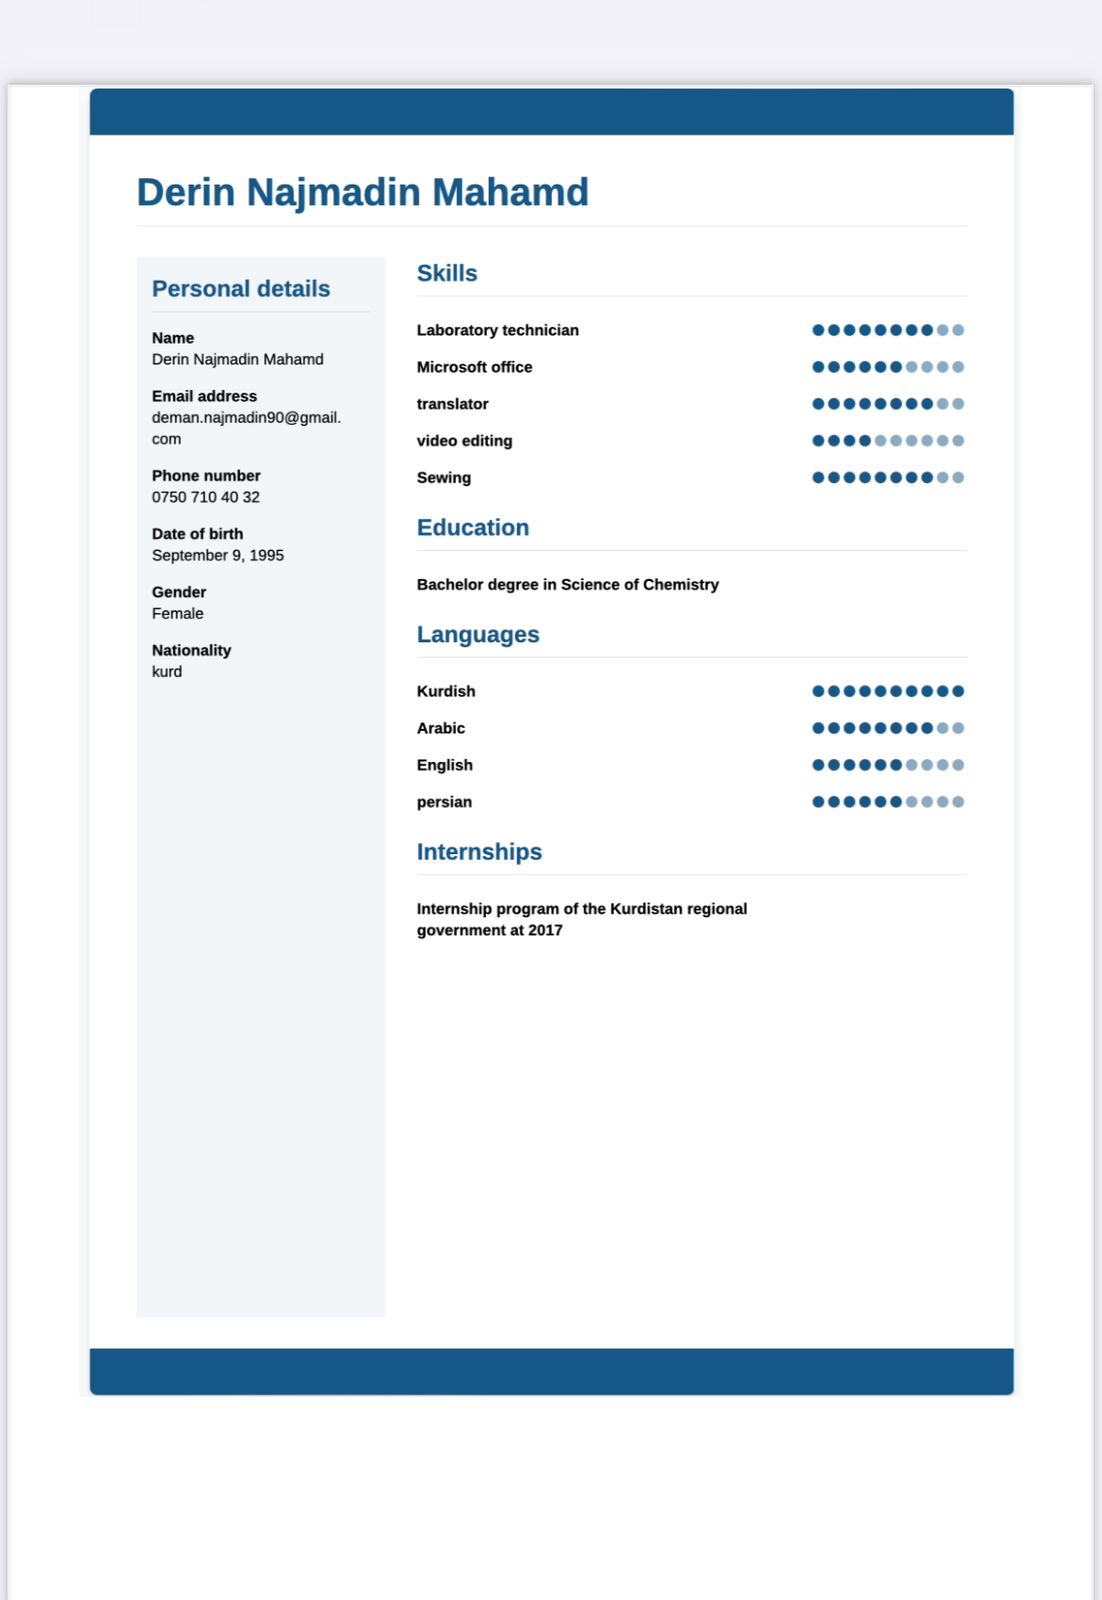 Derin Najmadin Mahamd
Personal details
Name
Derin Najmadin Mahamd
Email address
deman.najmadin90@gmail.
com
Phone number
0750 710 40 32
Date of birth
September 9, 1995
Gender
Female
Nationality
kurd
Skills
Laboratory technician
Microsoft office
translator
video editing
Sewing
Education
Bachelor degree in Science of Chemistry
Languages
Kurdish
Arabic
English
persian
Internships
Internship program of the Kurdistan regional
government at 2017